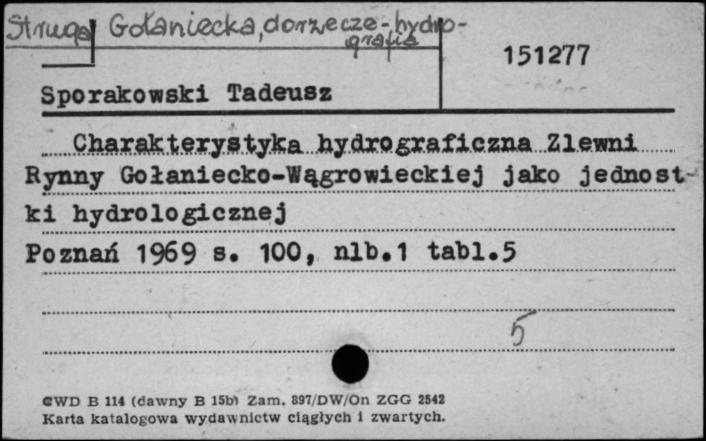 Struga Gołaniecka, dorzecze - hydro-
grafia
151277
Sporakowski Tadeusz
Charakterystyka hydrograficzna Zlewni
Rynny Gołaniecko-Wągrowieckiej jako jednost-
ki hydrologicznej
Poznań 1969 s. 100, nlb.1 tabl.5
5
CWD B 114 (dawny B 15b) Zam. 897/DW/On ZGG 2542
Karta katalogowa wydawnictw ciągłych i zwartych.